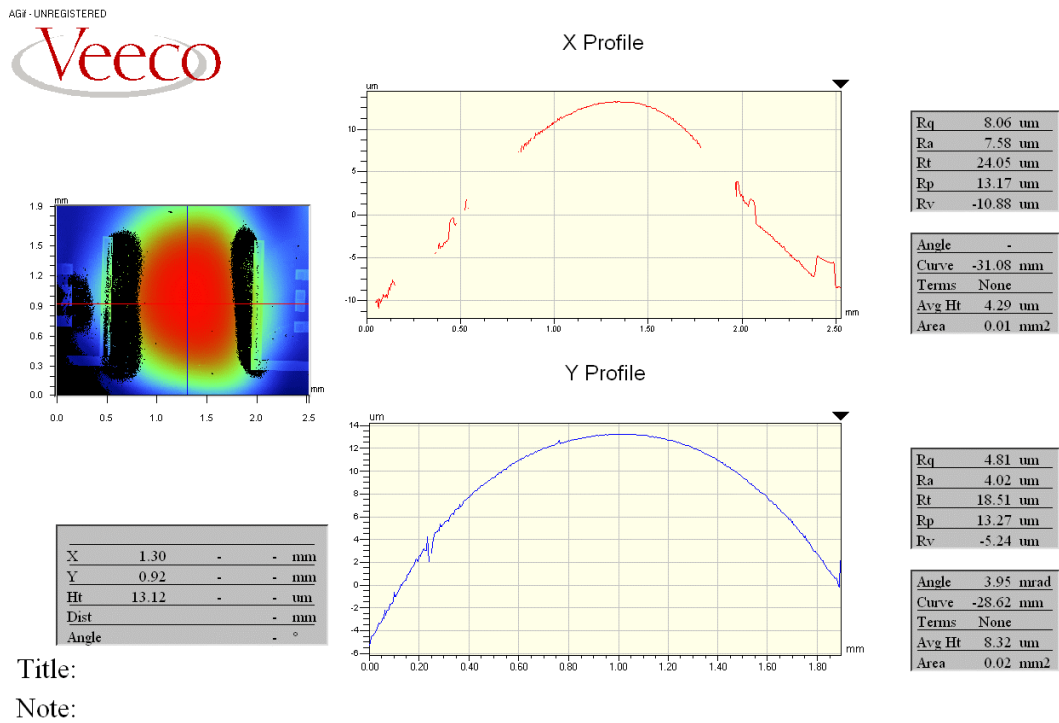 AGif - UNREGISTERED
Veeco
X Profile
um
10
5
0
-5
-10
0.00 0.50 1.00 1.50 2.00 2.50
mm
Rq 8.06 um
Ra 7.58 um
Rt 24.05 um
Rp 13.17 um
Rv -10.88 um
Angle -
Curve -31.08 mm
Terms None
Avg Ht 4.29 um
Area 0.01 mm2
mm
1.9
1.5
1.2
0.9
0.6
0.3
0.0
mm
0.0 0.5 1.0 1.5 2.0 2.5
Y Profile
um
14
12
10
8
6
4
2
0
-2
-4
-6
mm
0.00 0.20 0.40 0.60 0.80 1.00 1.20 1.40 1.60 1.80
Rq 4.81 um
Ra 4.02 um
Rt 18.51 um
Rp 13.27 um
Rv -5.24 um
Angle 3.95 mrad
Curve -28.62 mm
Terms None
Avg Ht 8.32 um
Area 0.02 mm2
X 1.30 - - mm
Y 0.92 - - mm
Ht 13.12 - - um
Dist - mm
Angle - °
Title:
Note: